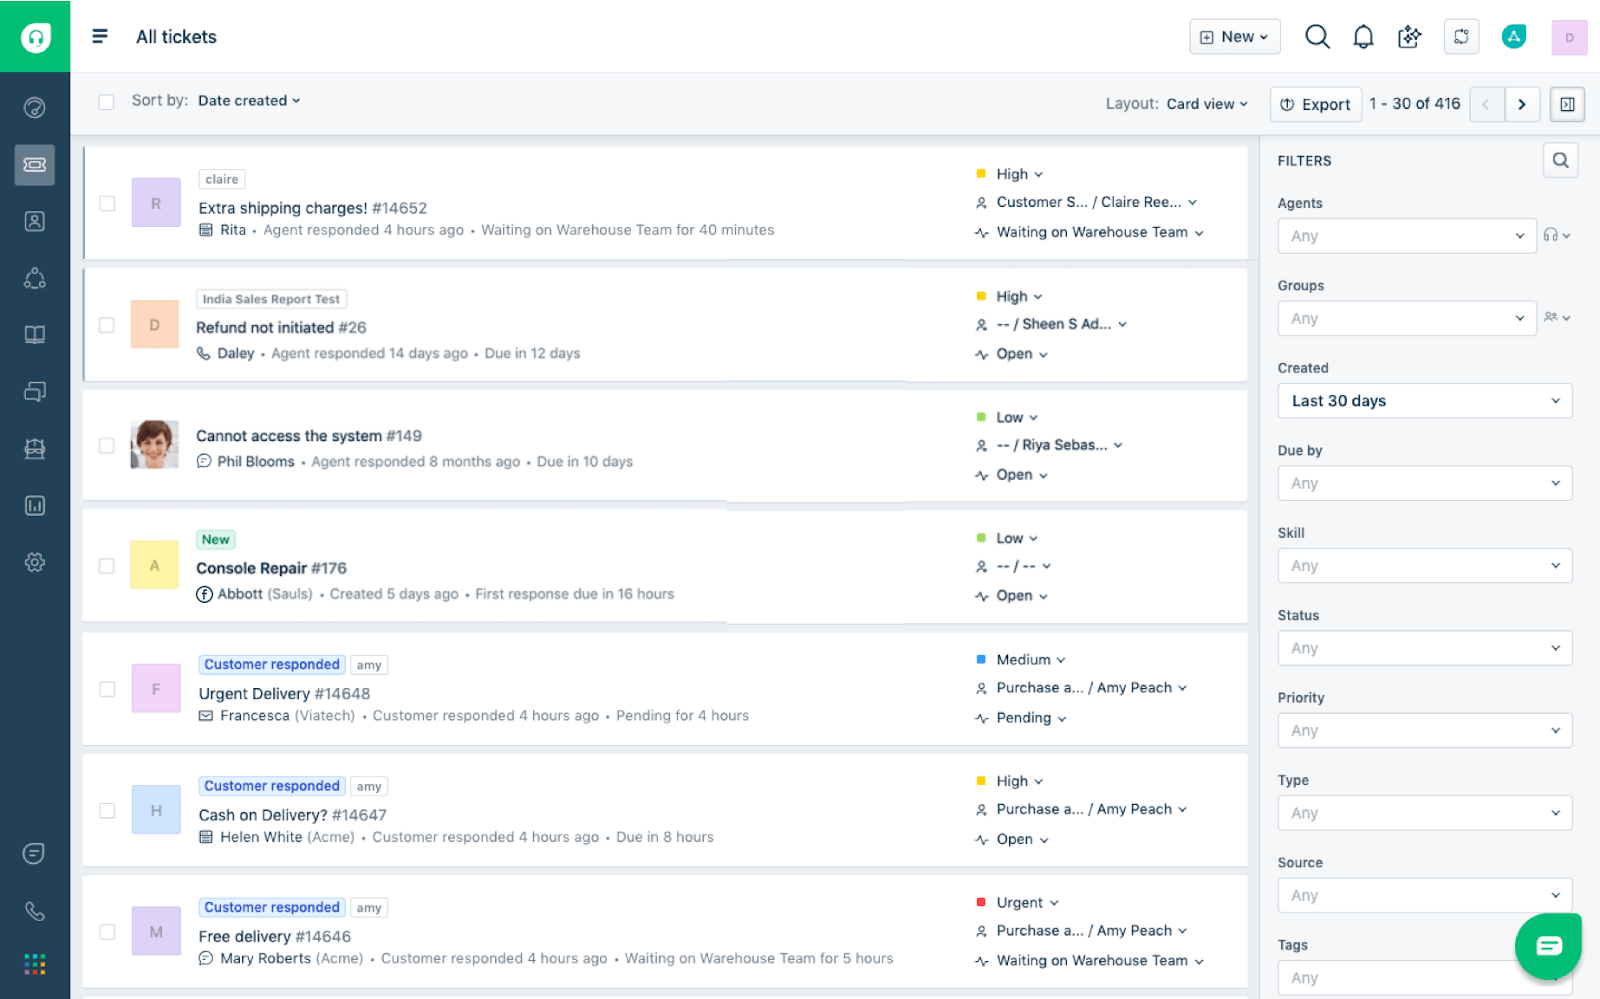 All tickets
New
D
Sort by: Date created
Layout: Card view
Export
1 - 30 of 416
R
claire
Extra shipping charges! #14652
Rita • Agent responded 4 hours ago • Waiting on Warehouse Team for 40 minutes
High
Customer S... / Claire Ree...
Waiting on Warehouse Team
D
India Sales Report Test
Refund not initiated #26
Daley • Agent responded 14 days ago • Due in 12 days
High
-- / Sheen S Ad...
Open
Cannot access the system #149
Phil Blooms • Agent responded 8 months ago • Due in 10 days
Low
-- / Riya Sebas...
Open
A
New
Console Repair #176
Abbott (Sauls) • Created 5 days ago • First response due in 16 hours
Low
-- / --
Open
F
Customer responded amy
Urgent Delivery #14648
Francesca (Viatech) • Customer responded 4 hours ago • Pending for 4 hours
Medium
Purchase a... / Amy Peach
Pending
H
Customer responded amy
Cash on Delivery? #14647
Helen White (Acme) • Customer responded 4 hours ago • Due in 8 hours
High
Purchase a... / Amy Peach
Open
M
Customer responded amy
Free delivery #14646
Mary Roberts (Acme) • Customer responded 4 hours ago • Waiting on Warehouse Team for 5 hours
Urgent
Purchase a... / Amy Peach
Waiting on Warehouse Team
FILTERS
Agents
Any
Groups
Any
Created
Last 30 days
Due by
Any
Skill
Any
Status
Any
Priority
Any
Type
Any
Source
Any
Tags
Any